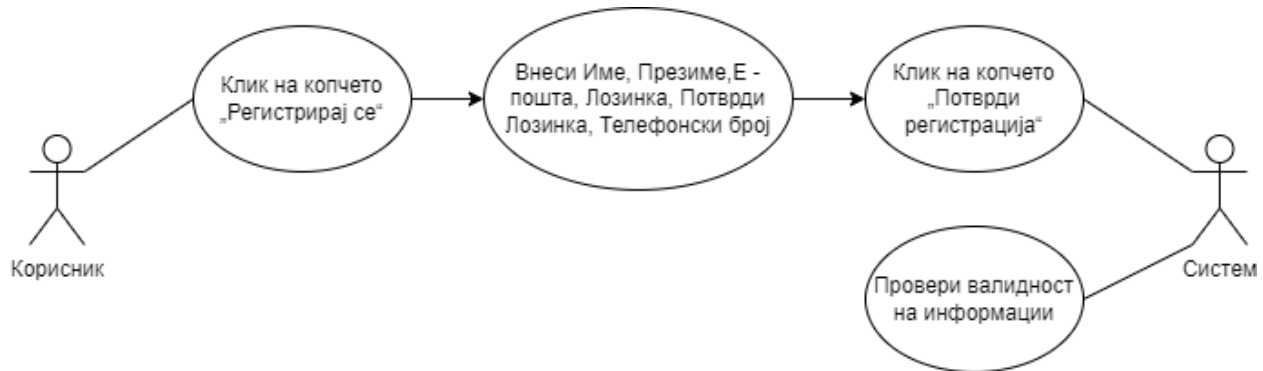 Клик на копчето
„Регистрирај се“
Внеси Име, Презиме,Е -
пошта, Лозинка, Потврди
Лозинка, Телефонски број
Клик на копчето
„Потврди
регистрација“
Корисник
Систем
Провери валидност
на информации